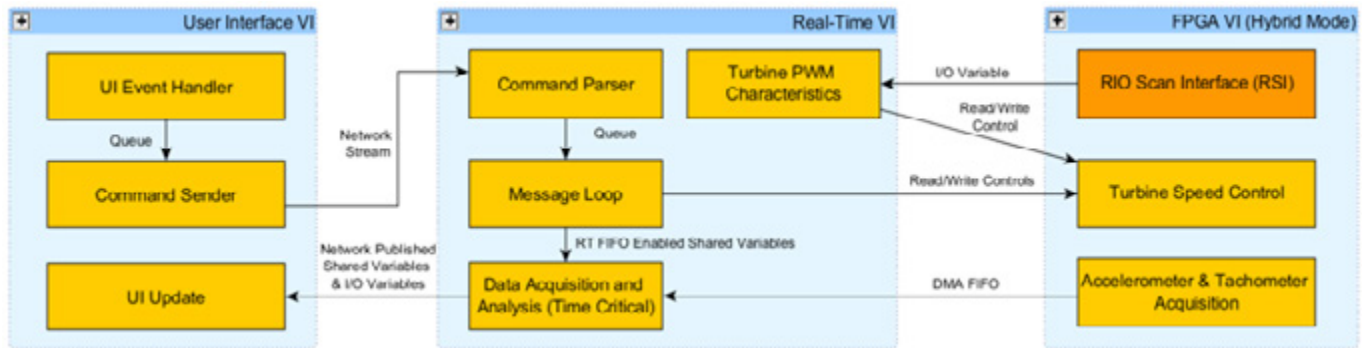 User Interface VI
UI Event Handler
Queue
Command Sender
UI Update
Network
Stream
Network Published
Shared Variables
& I/O Variables
Real-Time VI
Command Parser
Queue
Message Loop
RT FIFO Enabled Shared Variables
Data Acquisition and
Analysis (Time Critical)
Turbine PWM
Characteristics
I/O Variable
Read/Write
Control
Read/Write Controls
DMA FIFO
FPGA VI (Hybrid Mode)
RIO Scan Interface (RSI)
Turbine Speed Control
Accelerometer & Tachometer
Acquisition